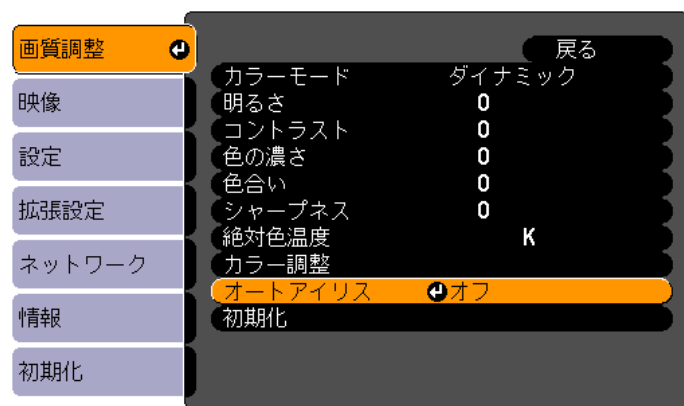 画質調整
映像
設定
拡張設定
ネットワーク
情報
初期化
戻る
カラーモード ダイナミック
明るさ 0
コントラスト 0
色の濃さ 0
色合い 0
シャープネス 0
絶対色温度 K
カラー調整
オートアイリス オフ
初期化